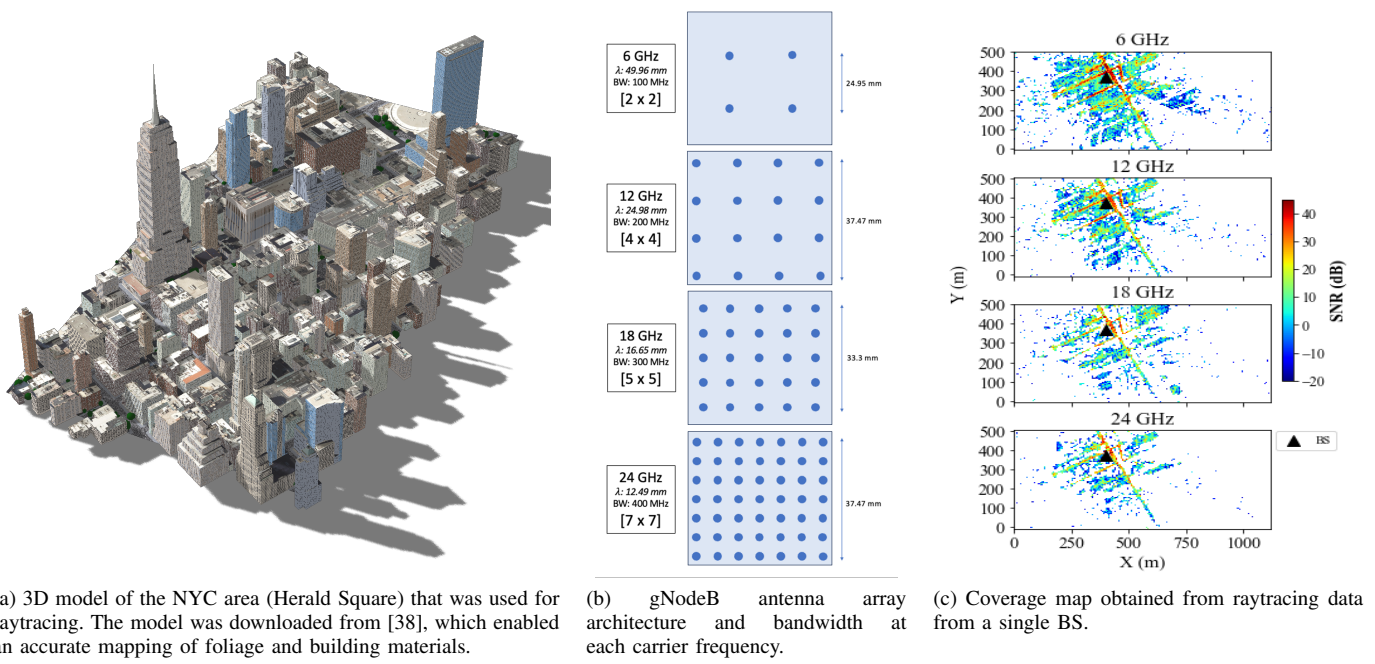 6 GHz
λ: 49.96 mm
BW: 100 MHz
[2 x 2]
24.95 mm
12 GHz
λ: 24.98 mm
BW: 200 MHz
[4 x 4]
37.47 mm
18 GHz
λ: 16.65 mm
BW: 300 MHz
[5 x 5]
33.3 mm
24 GHz
λ: 12.49 mm
BW: 400 MHz
[7 x 7]
37.47 mm
6 GHz
500
400
300
200
100
0
12 GHz
500
400
300
200
100
0
18 GHz
500
400
300
200
100
0
24 GHz
500
400
300
200
100
0
0 250 500 750 1000
X (m)
Y (m)
40
30
20
10
0
−10
−20
SNR (dB)
BS
a) 3D model of the NYC area (Herald Square) that was used for
aytracing. The model was downloaded from [38], which enabled
n accurate mapping of foliage and building materials.
(b) gNodeB antenna array
architecture and bandwidth at
each carrier frequency.
(c) Coverage map obtained from raytracing data
from a single BS.